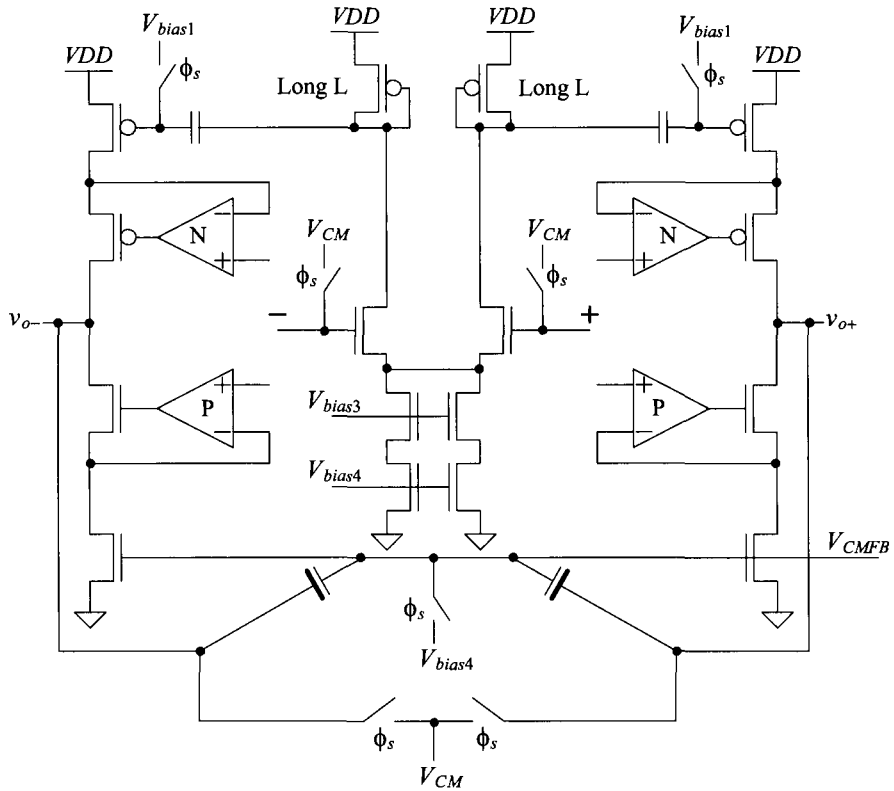 V_bias1 VDD VDD V_bias1
VDD ϕ_s Long L Long L ϕ_s VDD
N − + V_CM V_CM − + N
ϕ_s ϕ_s
v_o− − + v_o+
P + − V_bias3 + − P
V_bias4
V_CMFB
ϕ_s
V_bias4
ϕ_s ϕ_s
V_CM